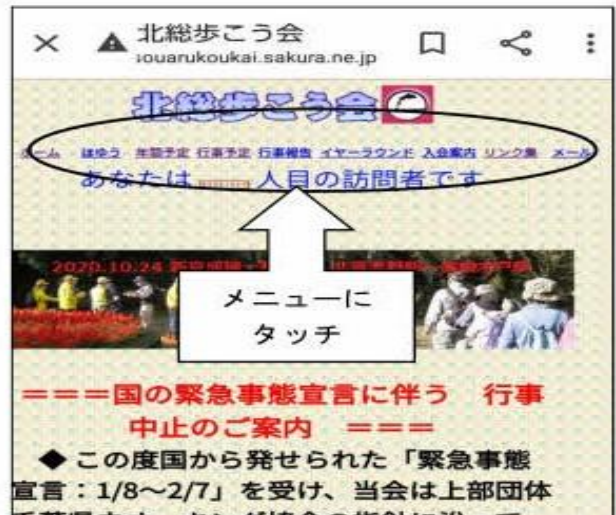 北総歩こう会
ouarukoukai.sakura.ne.jp
北総歩こう会
ホーム ほゆう 年間予定 行事予定 行事報告 イヤーラウンド 入会案内 リンク集 メール
あなたは 人目の訪問者です
2020.10.24
メニューに
タッチ
===国の緊急事態宣言に伴う 行事
中止のご案内 ===
◆この度国から発せられた「緊急事態
宣言:1/8~2/7」を受け、当会は上部団体